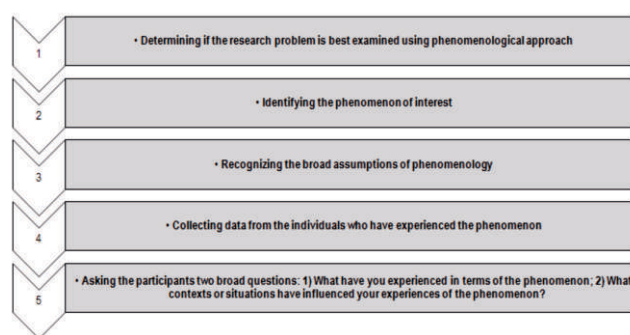 1
• Determining if the research problem is best examined using phenomenological approach
2
• Identifying the phenomenon of interest
3
• Recognizing the broad assumptions of phenomenology
4
• Collecting data from the individuals who have experienced the phenomenon
5
• Asking the participants two broad questions: 1) What have you experienced in terms of the phenomenon; 2) What
contexts or situations have influenced your experiences of the phenomenon?